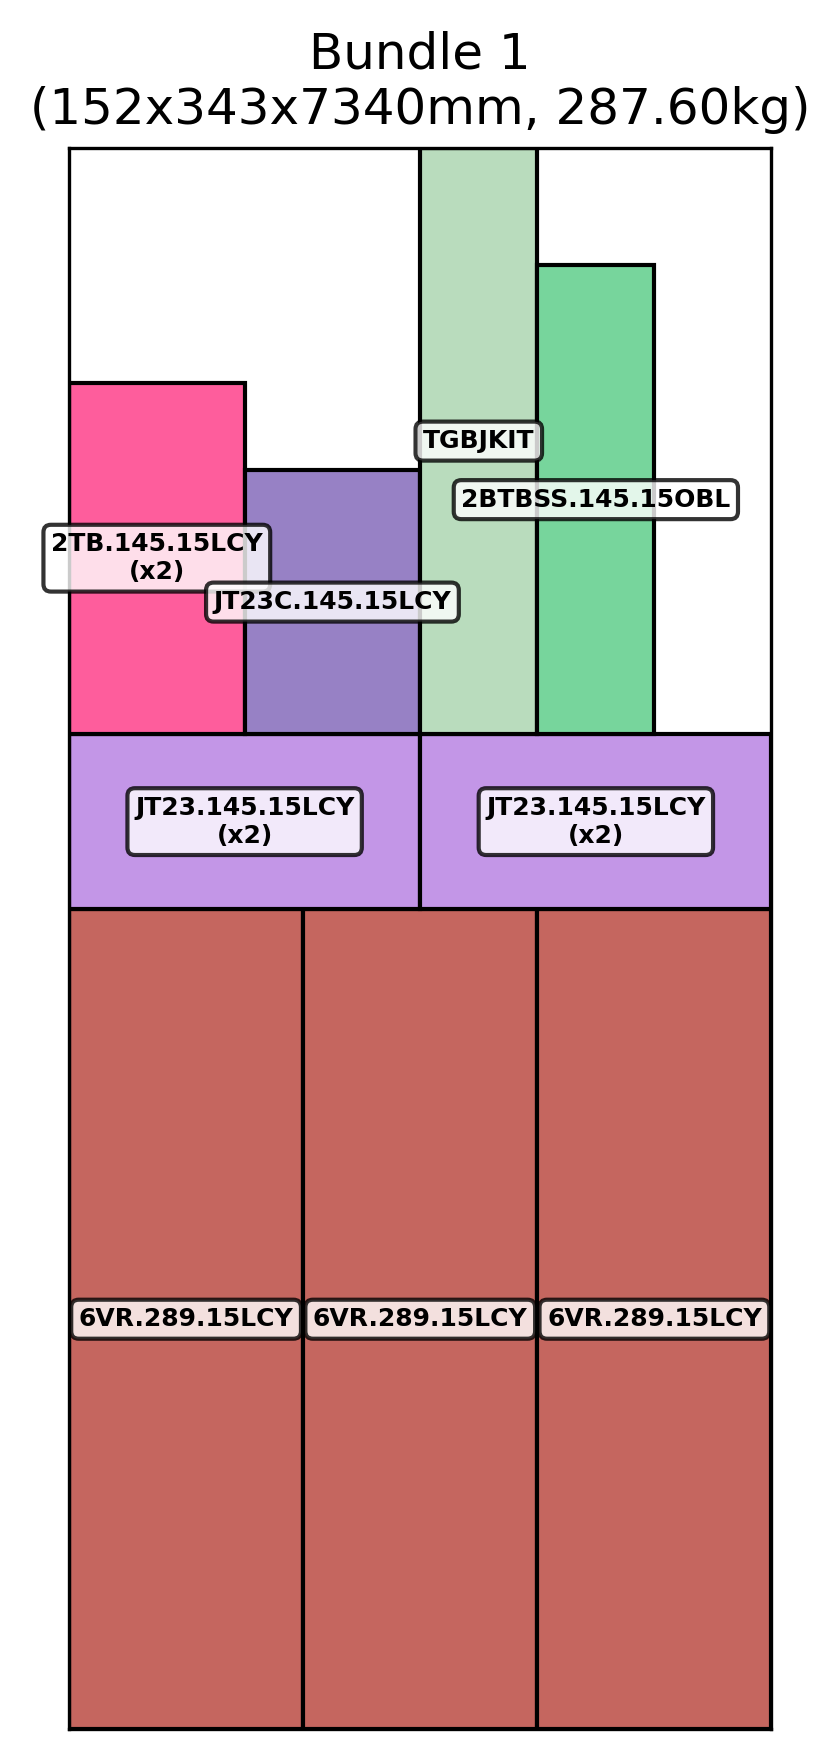 Bundle 1
(152x343x7340mm, 287.60kg)
TGBJKIT
2BTBSS.145.15OBL
2TB.145.15LCY
(x2)
JT23C.145.15LCY
JT23.145.15LCY
(x2)
JT23.145.15LCY
(x2)
6VR.289.15LCY
6VR.289.15LCY
6VR.289.15LCY